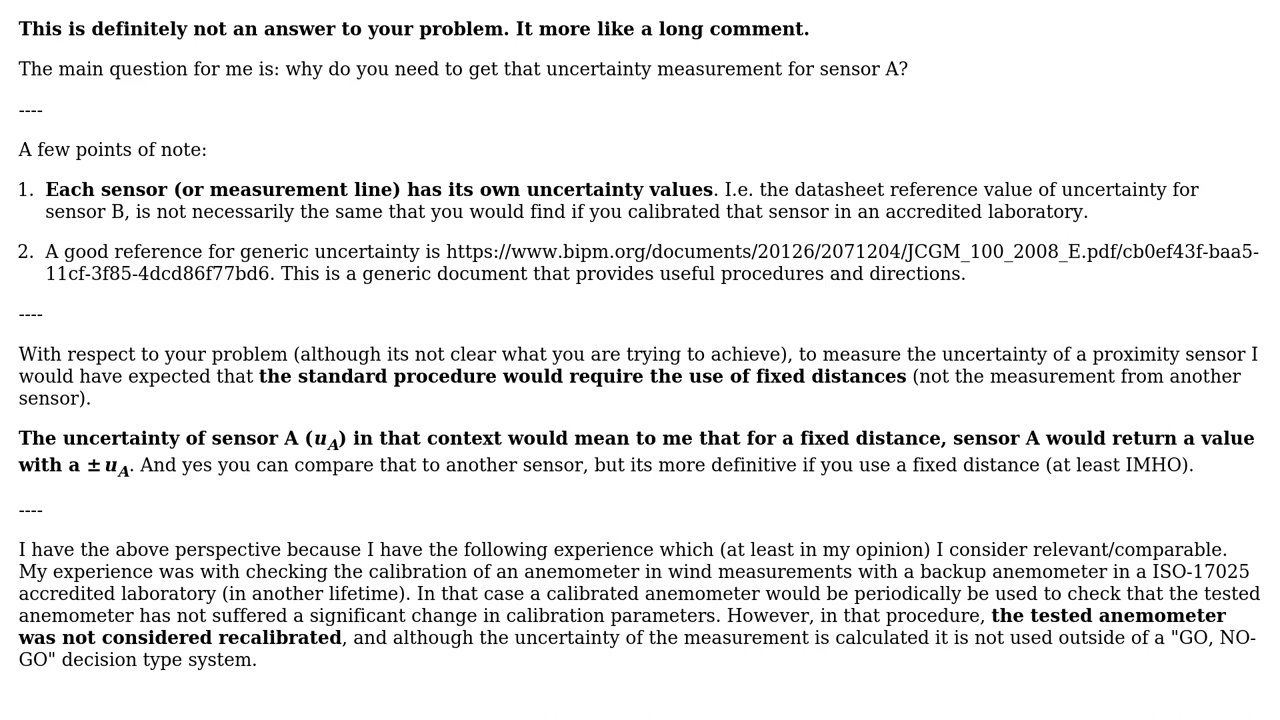 This is definitely not an answer to your problem. It more like a long comment.
The main question for me is: why do you need to get that uncertainty measurement for sensor A?
----
A few points of note:
1. Each sensor (or measurement line) has its own uncertainty values. I.e. the datasheet reference value of uncertainty for
sensor B, is not necessarily the same that you would find if you calibrated that sensor in an accredited laboratory.
2. A good reference for generic uncertainty is https://www.bipm.org/documents/20126/2071204/JCGM_100_2008_E.pdf/cb0ef43f-baa5-
11cf-3f85-4dcd86f77bd6. This is a generic document that provides useful procedures and directions.
----
With respect to your problem (although its not clear what you are trying to achieve), to measure the uncertainty of a proximity sensor I
would have expected that the standard procedure would require the use of fixed distances (not the measurement from another
sensor).
The uncertainty of sensor A (u_A) in that context would mean to me that for a fixed distance, sensor A would return a value
with a ± u_A. And yes you can compare that to another sensor, but its more definitive if you use a fixed distance (at least IMHO).
----
I have the above perspective because I have the following experience which (at least in my opinion) I consider relevant/comparable.
My experience was with checking the calibration of an anemometer in wind measurements with a backup anemometer in a ISO-17025
accredited laboratory (in another lifetime). In that case a calibrated anemometer would be periodically be used to check that the tested
anemometer has not suffered a significant change in calibration parameters. However, in that procedure, the tested anemometer
was not considered recalibrated, and although the uncertainty of the measurement is calculated it is not used outside of a "GO, NO-
GO" decision type system.